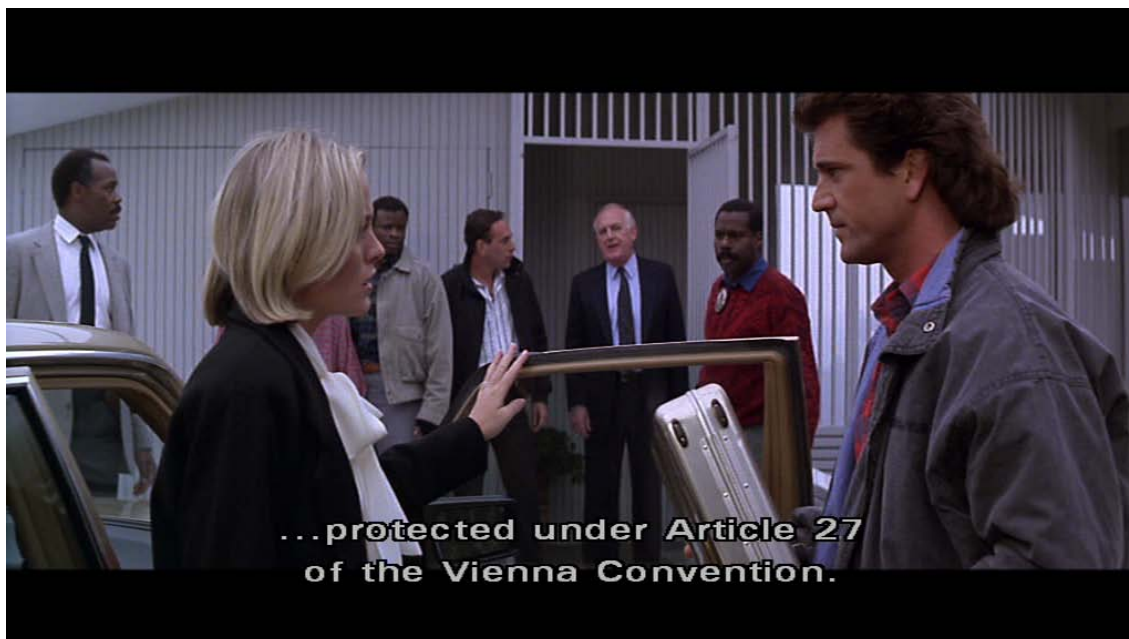 ...protected under Article 27
of the Vienna Convention.